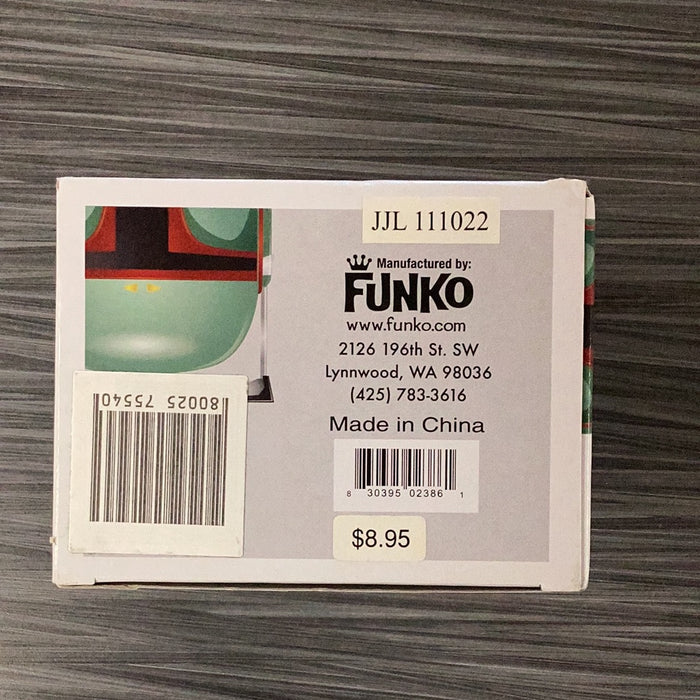 JJL 111022
Manufactured by:
FUNKO
www.funko.com
2126 196th St. SW
Lynnwood, WA 98036
(425) 783-3616
Made in China
8 30395 02386 1
$8.95
80025 75540